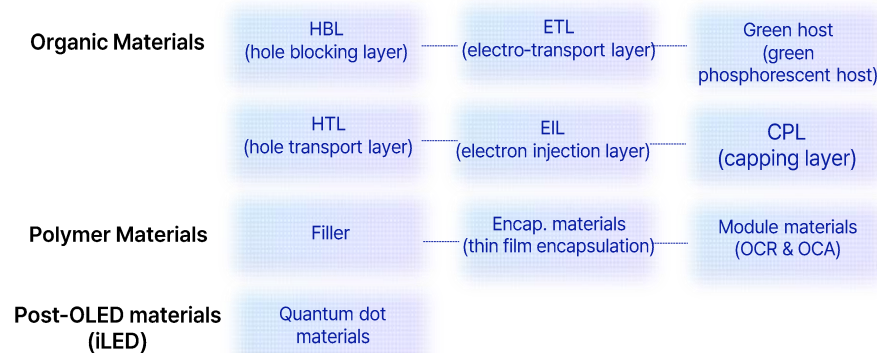 Organic Materials
HBL
(hole blocking layer)
ETL
(electro-transport layer)
Green host
(green
phosphorescent host)
HTL
(hole transport layer)
EIL
(electron injection layer)
CPL
(capping layer)
Polymer Materials
Filler
Encap. materials
(thin film encapsulation)
Module materials
(OCR & OCA)
Post-OLED materials
(iLED)
Quantum dot
materials